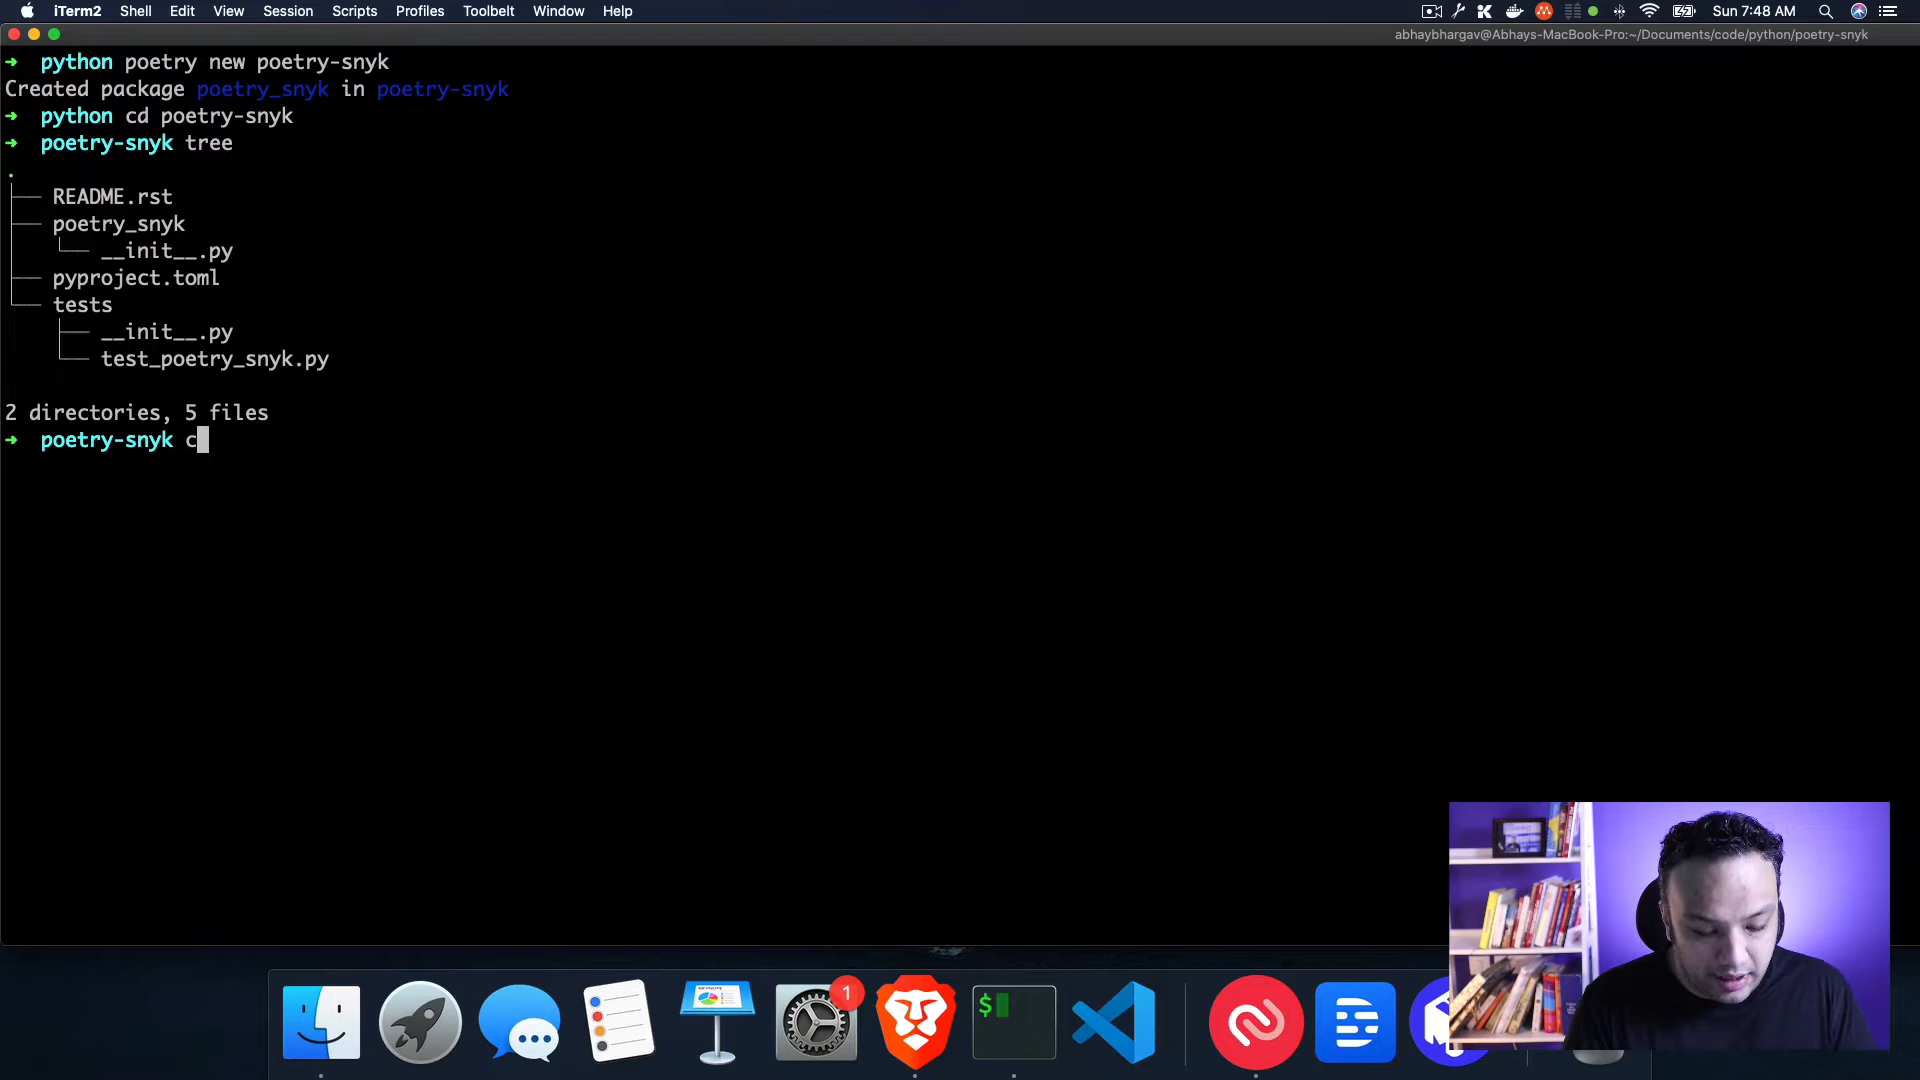 iTerm2 Shell Edit View Session Scripts Profiles Toolbelt Window Help Sun 7:48 AM
abhaybhargav@Abhays-MacBook-Pro:~/Documents/code/python/poetry-snyk
➜ python poetry new poetry-snyk
Created package poetry_snyk in poetry-snyk
➜ python cd poetry-snyk
➜ poetry-snyk tree
.
├── README.rst
├── poetry_snyk
│   └── __init__.py
├── pyproject.toml
└── tests
    ├── __init__.py
    └── test_poetry_snyk.py
2 directories, 5 files
➜ poetry-snyk c
KEYNOTE
1
$